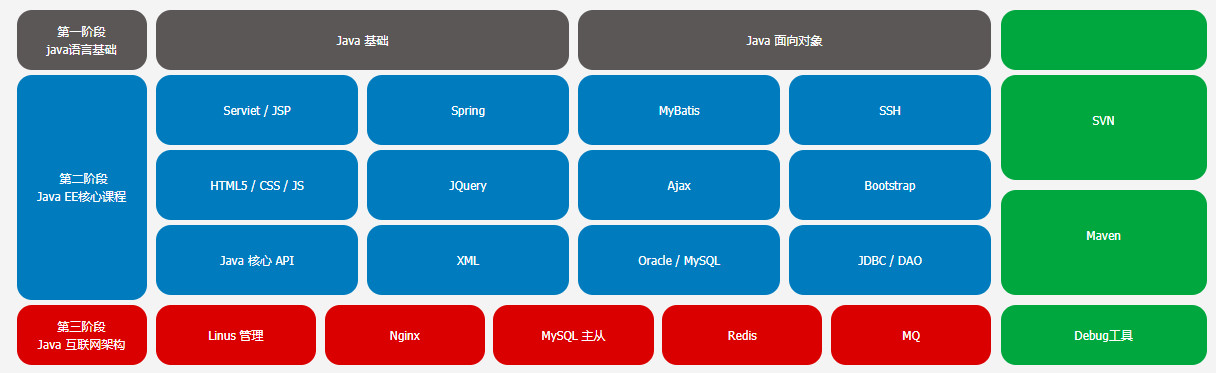 第一阶段
java语言基础
Java 基础
Java 面向对象
第二阶段
Java EE核心课程
Serviet / JSP
Spring
MyBatis
SSH
SVN
HTML5 / CSS / JS
JQuery
Ajax
Bootstrap
Maven
Java 核心 API
XML
Oracle / MySQL
JDBC / DAO
第三阶段
Java 互联网架构
Linus 管理
Nginx
MySQL 主从
Redis
MQ
Debug工具